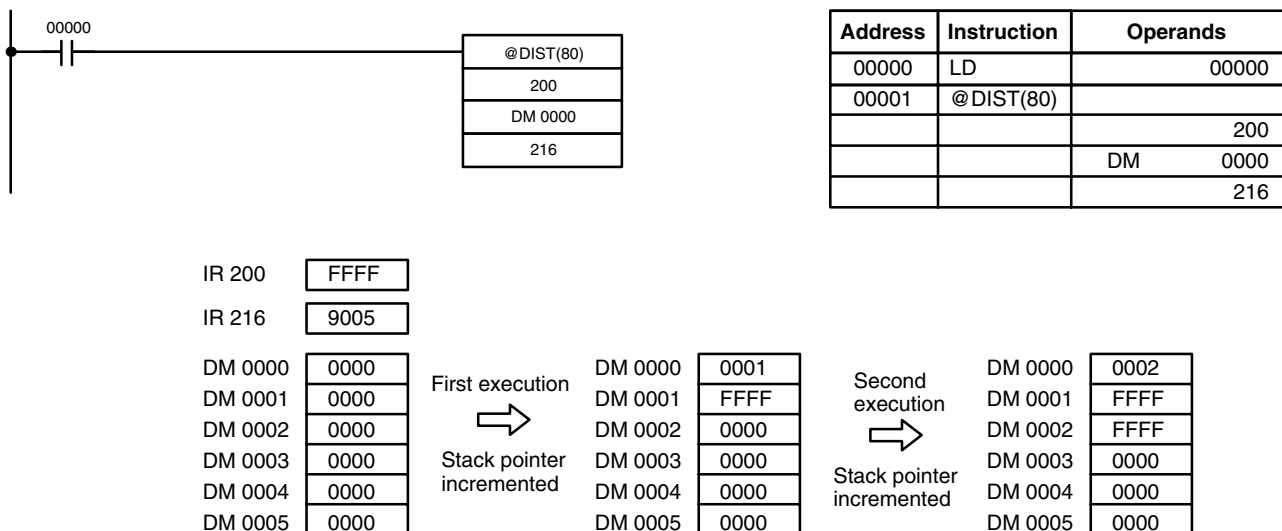 00000
@DIST(80)
200
DM 0000
216
Address Instruction Operands
00000 LD 00000
00001 @DIST(80)
200
DM 0000
216
IR 200 FFFF
IR 216 9005
DM 0000 0000
DM 0001 0000
DM 0002 0000
DM 0003 0000
DM 0004 0000
DM 0005 0000
First execution
Stack pointer
incremented
DM 0000 0001
DM 0001 FFFF
DM 0002 0000
DM 0003 0000
DM 0004 0000
DM 0005 0000
Second
execution
Stack pointer
incremented
DM 0000 0002
DM 0001 FFFF
DM 0002 FFFF
DM 0003 0000
DM 0004 0000
DM 0005 0000